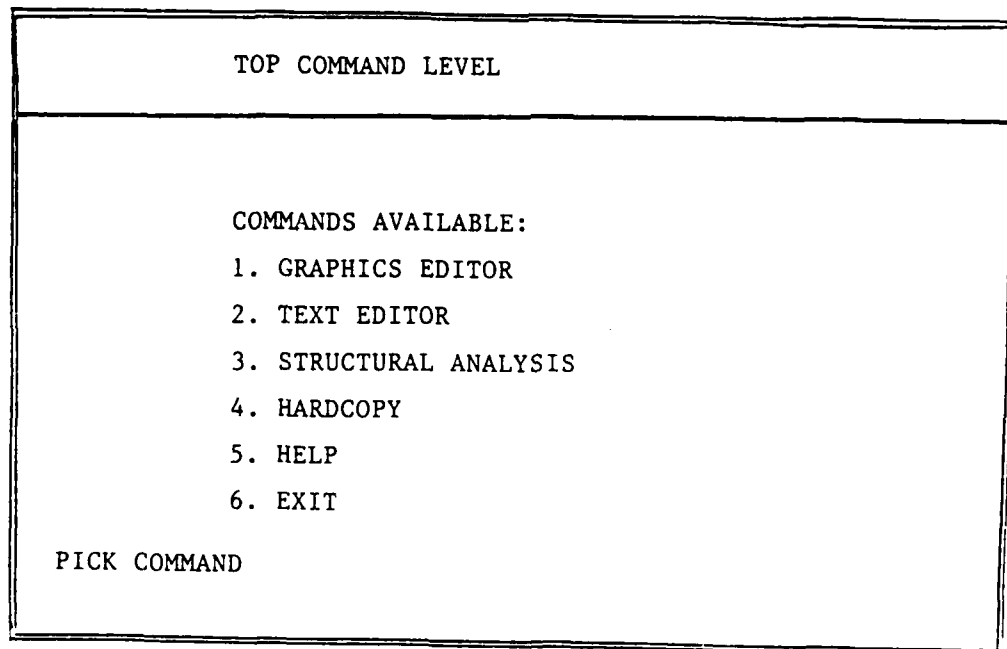 TOP COMMAND LEVEL
COMMANDS AVAILABLE:
1. GRAPHICS EDITOR
2. TEXT EDITOR
3. STRUCTURAL ANALYSIS
4. HARDCOPY
5. HELP
6. EXIT
PICK COMMAND